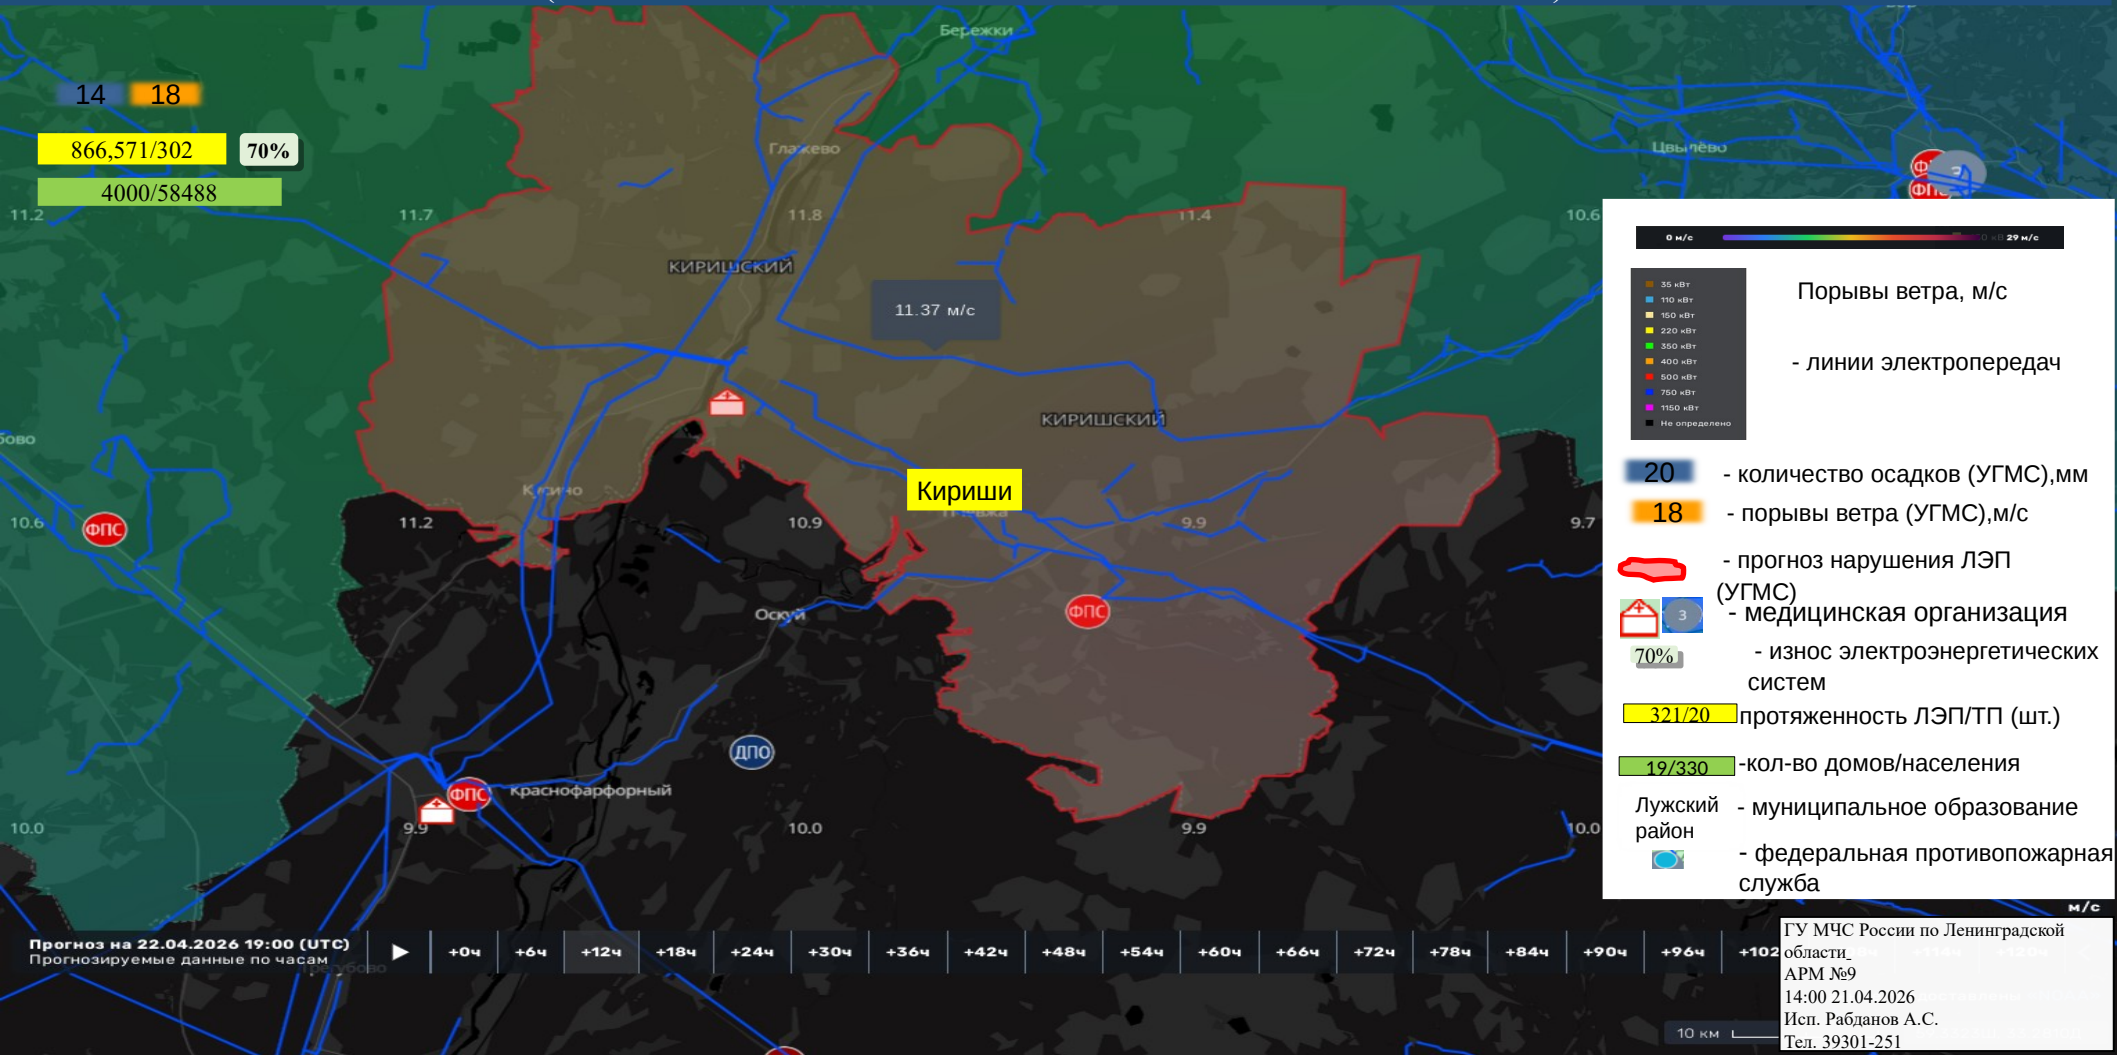 Бережки
14 18
866,571/302 70%
4000/58488
Глажево
Цвылёво
ФПС
3
11.2 11.7 11.8 11.4 10.6
КИРИШСКИЙ
11.37 м/с
КИРИШСКИЙ
Кириши
Кусино
10.6 11.2 10.9 9.9 9.7
ФПС
Оскуй
ФПС
ДПО
ФПС
краснофарфорный
10.0 9.9 10.0 9.9 10.0
0 м/с 29 м/с
35 кВт
110 кВт
150 кВт
220 кВт
350 кВт
400 кВт
500 кВт
750 кВт
1150 кВт
Не определено
Порывы ветра, м/с
- линии электропередач
20 - количество осадков (УГМС),мм
18 - порывы ветра (УГМС),м/с
- прогноз нарушения ЛЭП
(УГМС)
3 - медицинская организация
70% - износ электроэнергетических
систем
321/20 протяженность ЛЭП/ТП (шт.)
19/330 -кол-во домов/населения
Лужский
район
- муниципальное образование
- федеральная противопожарная
служба
м/с
Прогноз на 22.04.2026 19:00 (UTC)
Прогнозируемые данные по часам
+0ч +6ч +12ч +18ч +24ч +30ч +36ч +42ч +48ч +54ч +60ч +66ч +72ч +78ч +84ч +90ч +96ч +102
Трегубово
10 км
ГУ МЧС России по Ленинградской
области_
АРМ №9
14:00 21.04.2026
Исп. Рабданов А.С.
Тел. 39301-251